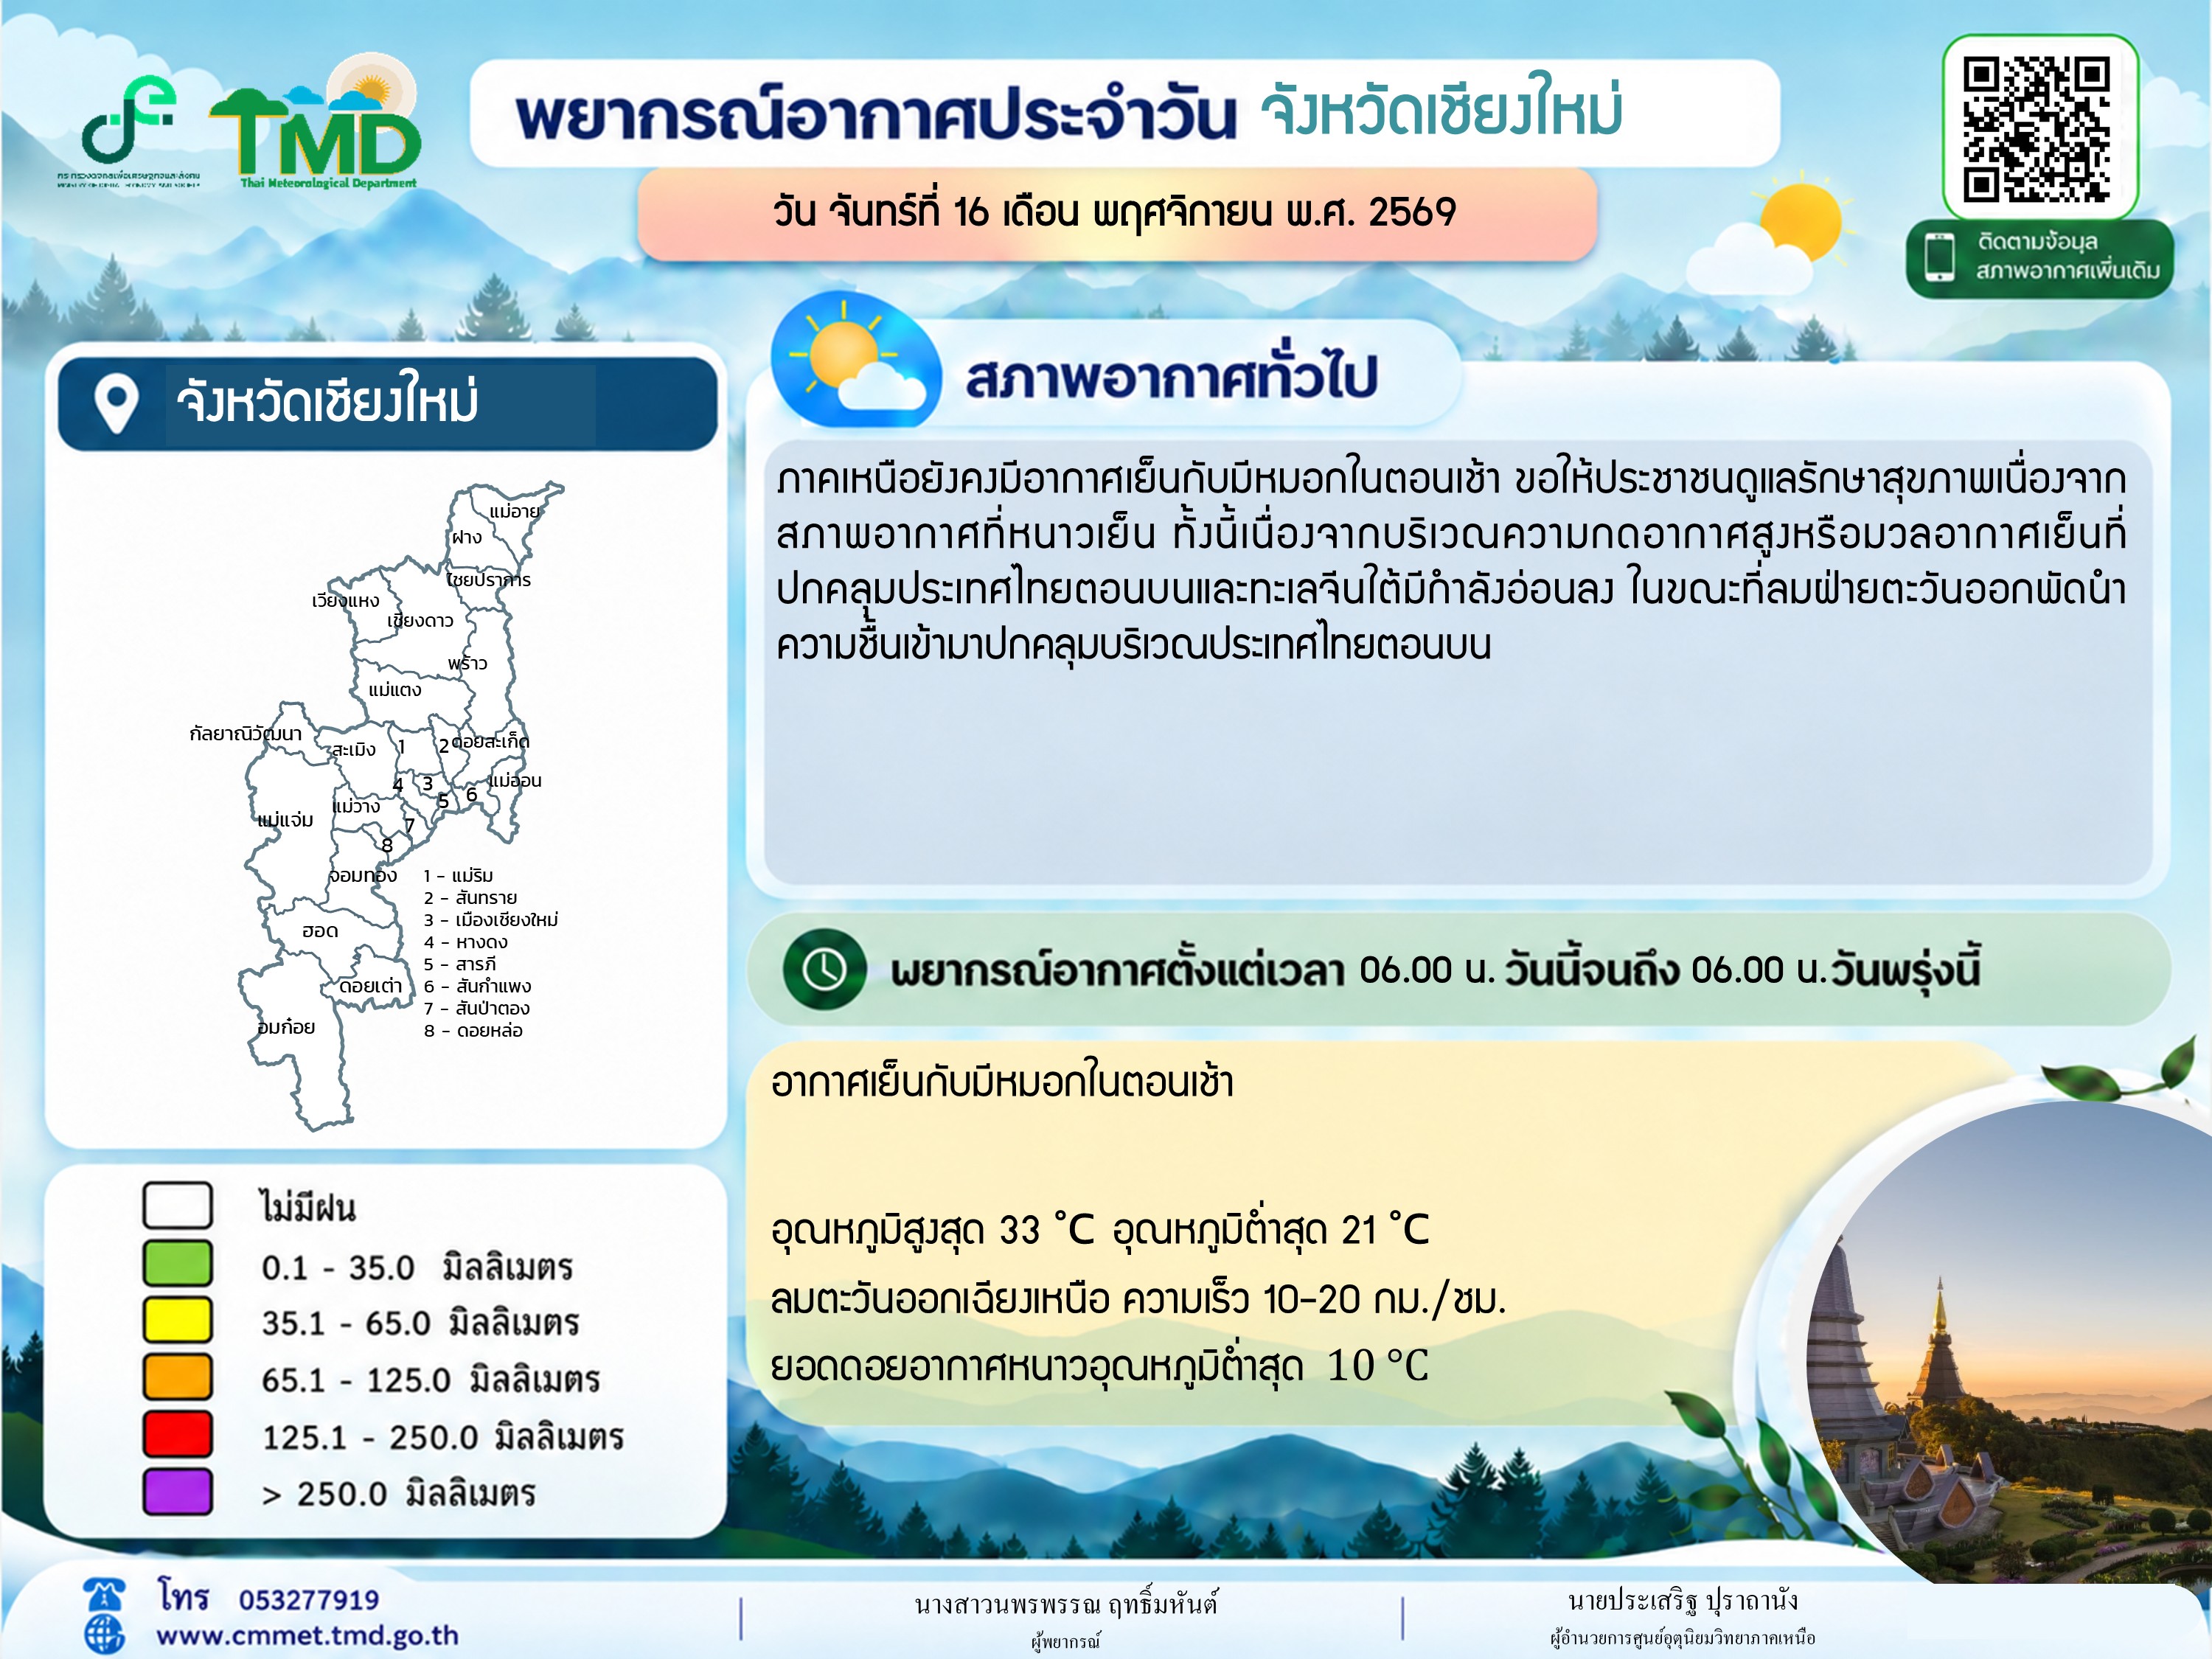 TMD
Thai Meteorological Department
พยากรณ์อากาศประจำวัน จังหวัดเชียงใหม่
วัน จันทร์ที่ 16 เดือน พฤศจิกายน พ.ศ. 2569
ติดตามข้อมูล
สภาพอากาศเพิ่มเติม
จังหวัดเชียงใหม่
แม่อาย
ฝาง
ไชยปราการ
เวียงแหง
เชียงดาว
พร้าว
แม่แตง
กัลยาณิวัฒนา
สะเมิง
1
2
ดอยสะเก็ด
4
3
แม่ออน
5
6
แม่วาง
แม่แจ่ม
7
8
จอมทอง
ฮอด
ดอยเต่า
อมก๋อย
1 - แม่ริม
2 - สันทราย
3 - เมืองเชียงใหม่
4 - หางดง
5 - สารภี
6 - สันกำแพง
7 - สันป่าตอง
8 - ดอยหล่อ
ไม่มีฝน
0.1 - 35.0 มิลลิเมตร
35.1 - 65.0 มิลลิเมตร
65.1 - 125.0 มิลลิเมตร
125.1 - 250.0 มิลลิเมตร
> 250.0 มิลลิเมตร
สภาพอากาศทั่วไป
ภาคเหนือยังคงมีอากาศเย็นกับมีหมอกในตอนเช้า ขอให้ประชาชนดูแลรักษาสุขภาพเนื่องจาก
สภาพอากาศที่หนาวเย็น ทั้งนี้เนื่องจากบริเวณความกดอากาศสูงหรือมวลอากาศเย็นที่
ปกคลุมประเทศไทยตอนบนและทะเลจีนใต้มีกำลังอ่อนลง ในขณะที่ลมฝ่ายตะวันออกพัดนำ
ความชื้นเข้ามาปกคลุมบริเวณประเทศไทยตอนบน
พยากรณ์อากาศตั้งแต่เวลา 06.00 น. วันนี้จนถึง 06.00 น. วันพรุ่งนี้
อากาศเย็นกับมีหมอกในตอนเช้า
อุณหภูมิสูงสุด 33 °C อุณหภูมิต่ำสุด 21 °C
ลมตะวันออกเฉียงเหนือ ความเร็ว 10-20 กม./ชม.
ยอดดอยอากาศหนาวอุณหภูมิต่ำสุด 10 °C
โทร 053277919
www.cmmet.tmd.go.th
นางสาวนพรพรรณ ฤทธิ์มหันต์
ผู้พยากรณ์
นายประเสริฐ ปุราถานัง
ผู้อำนวยการศูนย์อุตุนิยมวิทยาภาคเหนือ